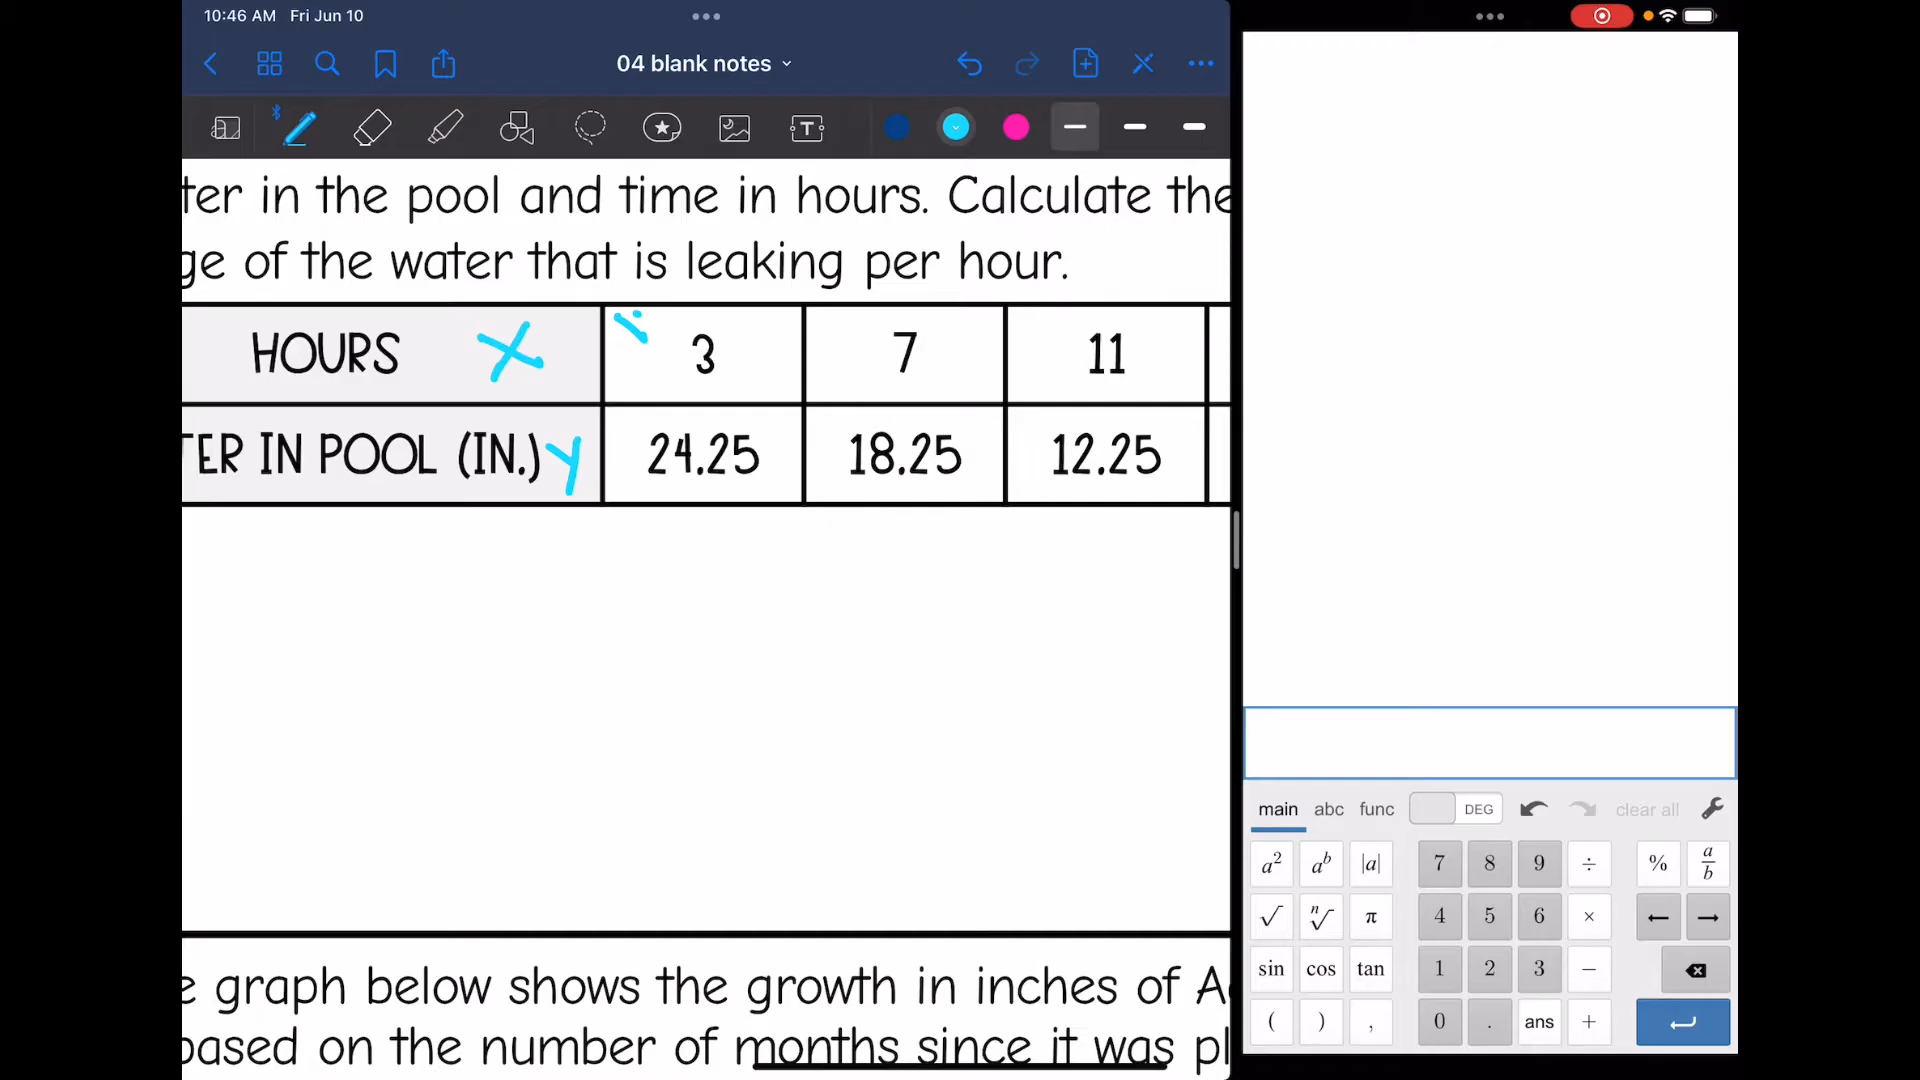 10:46 AM Fri Jun 10
04 blank notes
T
ter in the pool and time in hours. Calculate the
ge of the water that is leaking per hour.
HOURS X 3 7 11
TER IN POOL (IN.) y 24.25 18.25 12.25
e graph below shows the growth in inches of A
based on the number of months since it was pl
main abc func DEG clear all
a² aᵇ |a| 7 8 9 ÷ % a/b
√ ⁿ√ π 4 5 6 × ← →
sin cos tan 1 2 3 −
( ) , 0 . ans +